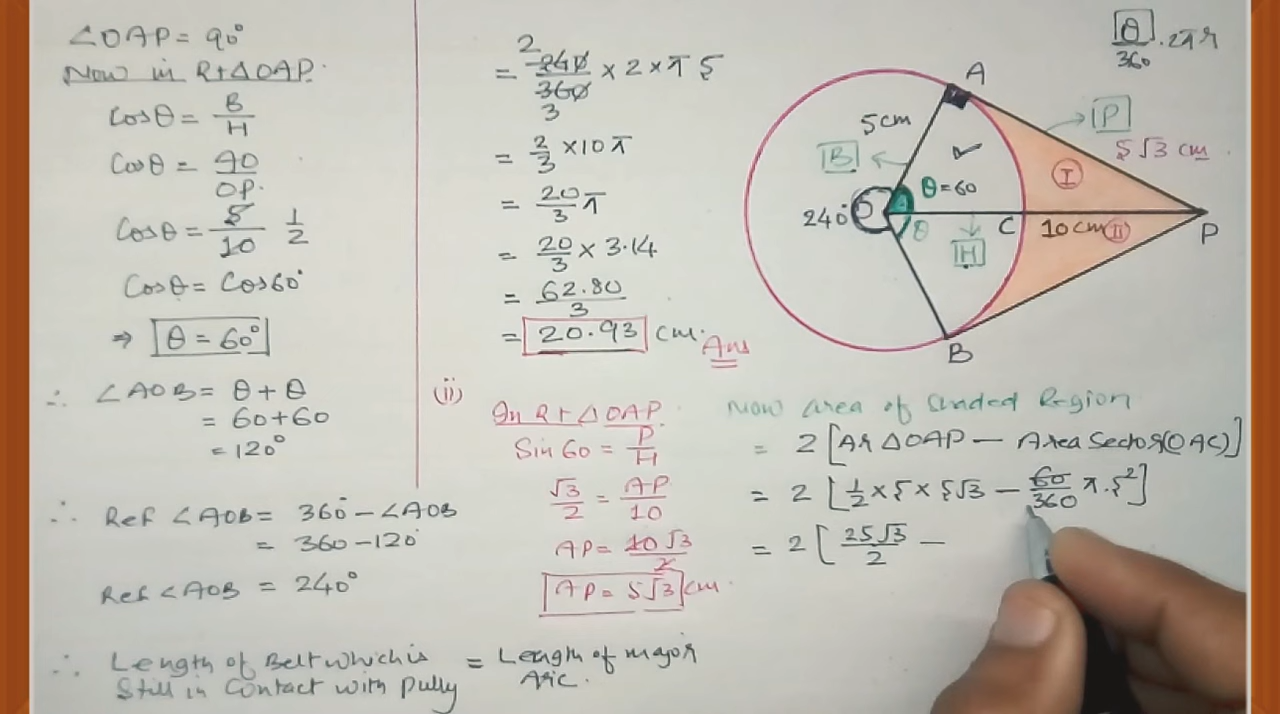 ∠OAP = 90°
Now in Rt△OAP.
Cosθ = B/H
Cosθ = AO/OP.
Cosθ = 5/10 1/2
Cosθ = Cos60°
⇒ θ = 60°
∴ ∠AOB = θ + θ
= 60+60
= 120°
∴ Ref ∠AOB = 360° − ∠AOB
= 360 − 120°
Ref ∠AOB = 240°
∴ Length of Belt which is
Still in Contact with Pully
= Length of major
Arc.
2
= 240/360 × 2 × π 5
3
= 2/3 × 10π
= 20/3 π
= 20/3 × 3.14
= 62.80/3
= 20.93 cm. Ans
(ii)
In Rt △OAP.
Sin 60 = P/H
√3/2 = AP/10
AP = 10√3/2
AP = 5√3 cm.
θ/360 · 2πr
A
5 cm
P
5√3 cm
B
I
θ=60
240°
O
θ
C
10cm
II
P
H
B
Now Area of Shaded Region
= 2 [Ar △OAP − Area Sector(OAC)]
= 2 [1/2 × 5 × 5√3 − 60/360 π.5²]
= 2 [25√3/2 −